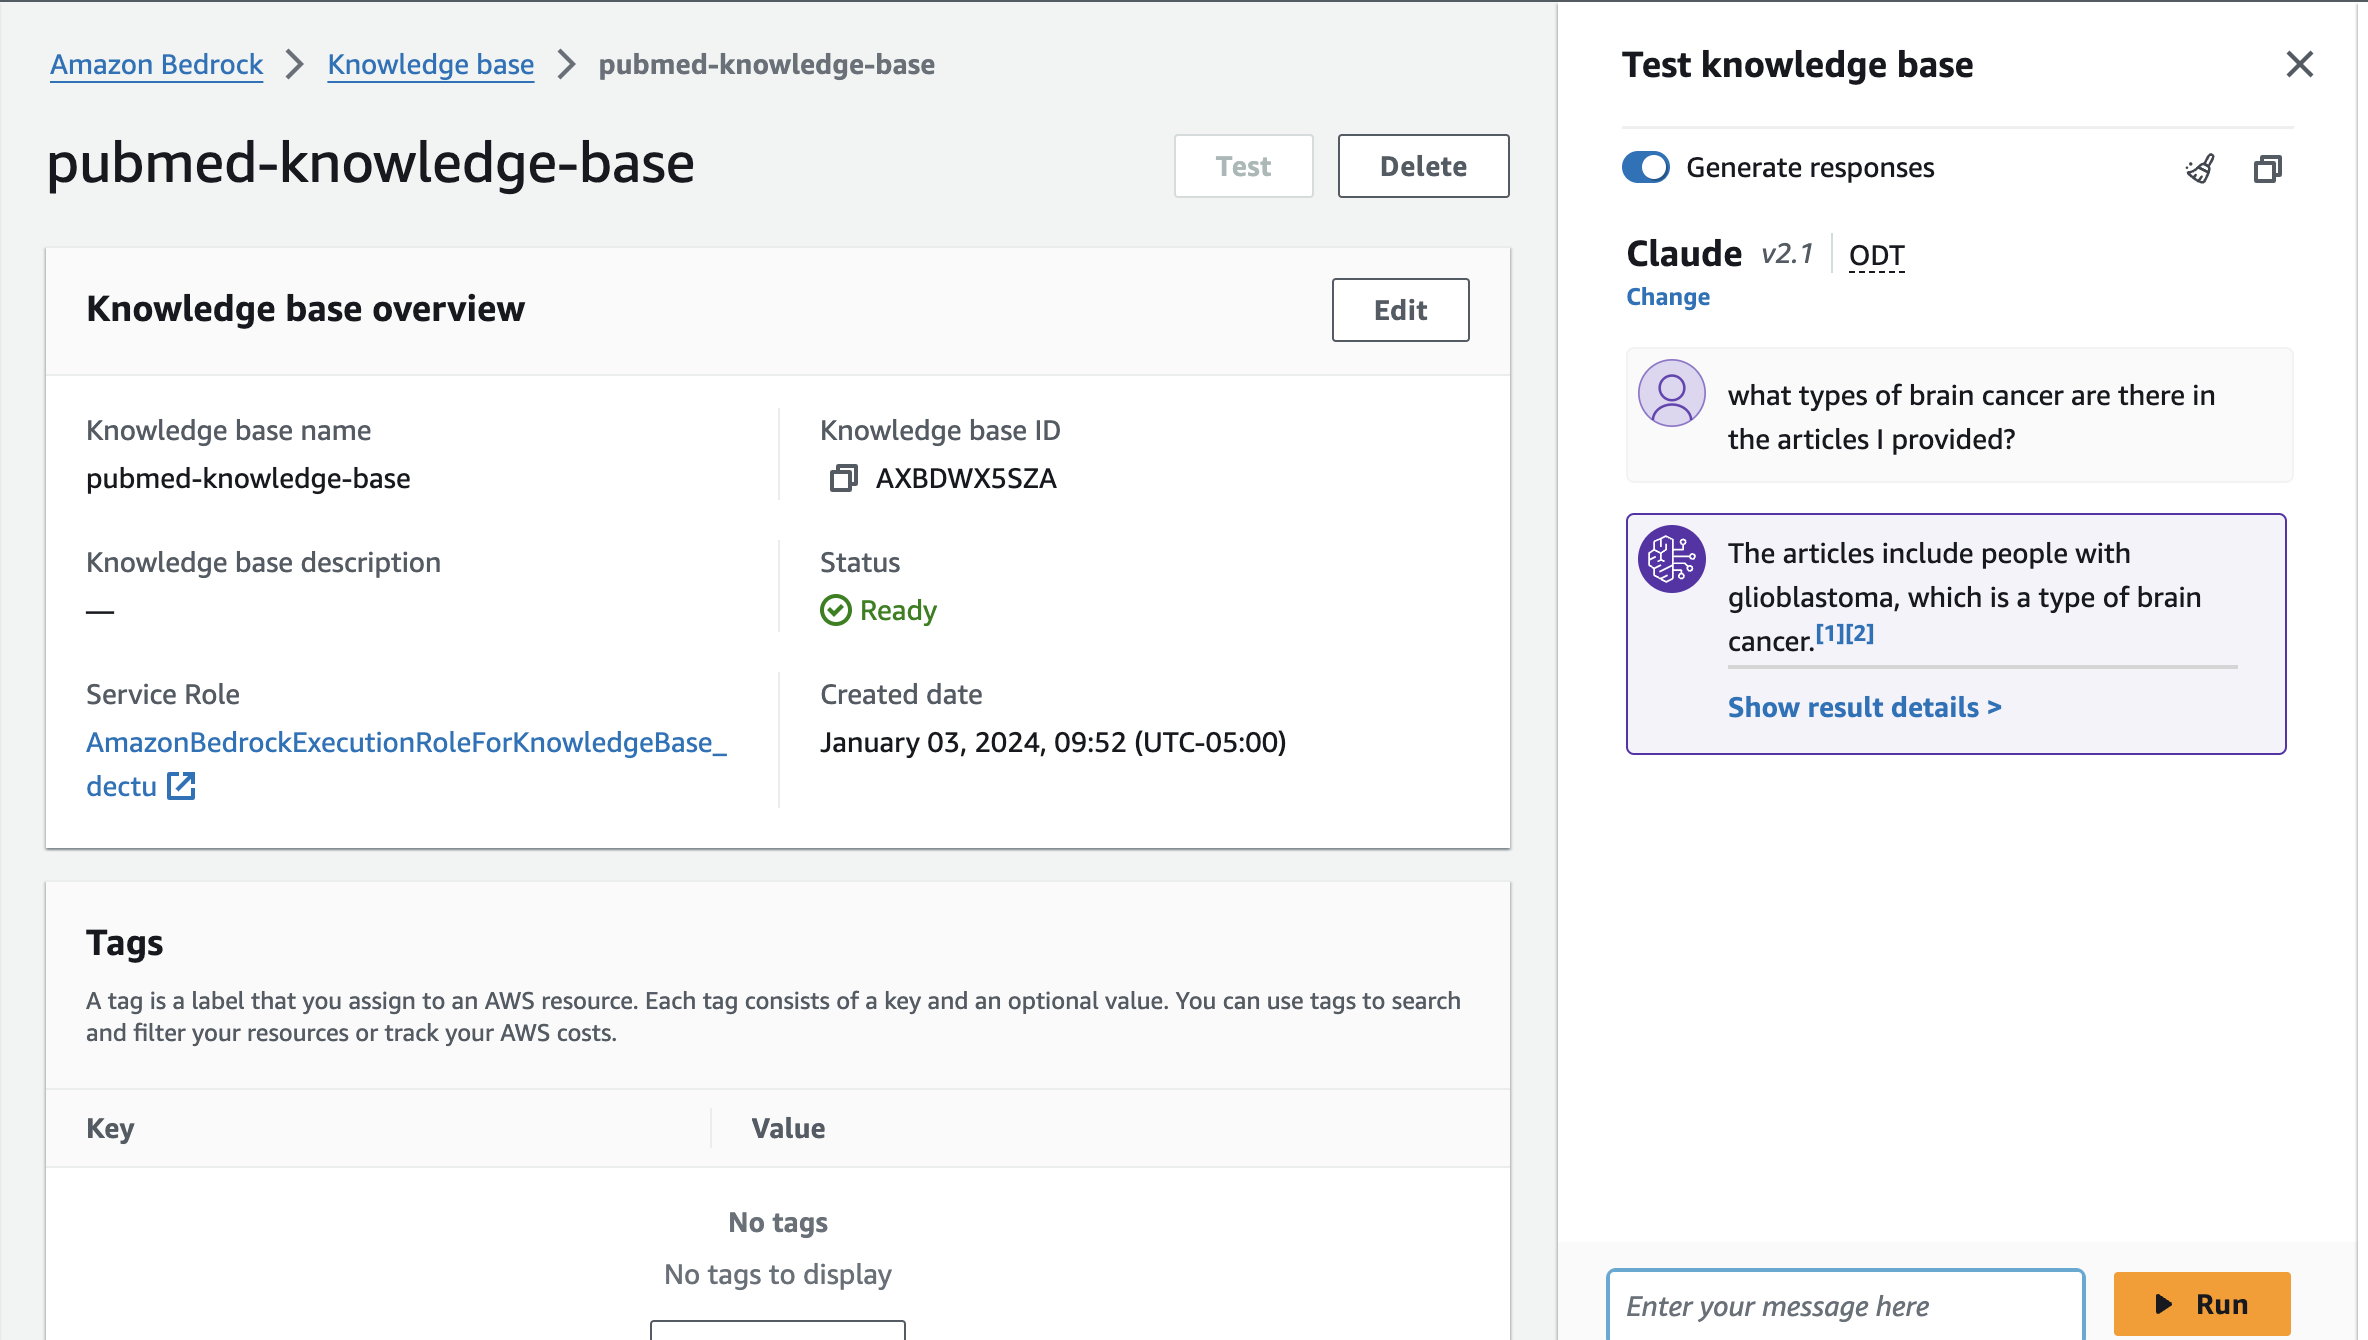 Amazon Bedrock > Knowledge base > pubmed-knowledge-base
pubmed-knowledge-base
Test
Delete
Knowledge base overview
Edit
Knowledge base name
pubmed-knowledge-base
Knowledge base ID
AXBDWX5SZA
Knowledge base description
—
Status
Ready
Service Role
AmazonBedrockExecutionRoleForKnowledgeBase_
dectu
Created date
January 03, 2024, 09:52 (UTC-05:00)
Tags
A tag is a label that you assign to an AWS resource. Each tag consists of a key and an optional value. You can use tags to search
and filter your resources or track your AWS costs.
Key
Value
No tags
No tags to display
Test knowledge base
Generate responses
Claude v2.1 | ODT
Change
what types of brain cancer are there in
the articles I provided?
The articles include people with
glioblastoma, which is a type of brain
cancer.[1][2]
Show result details >
Enter your message here
Run